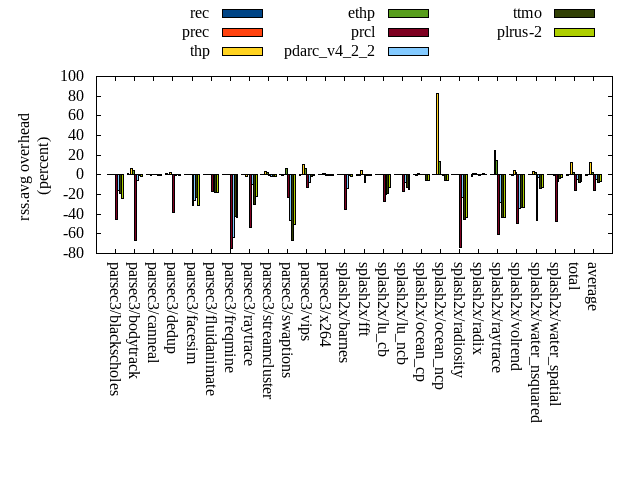 rec ethp ttmo
prec prcl plrus-2
thp pdarc_v4_2_2
rss.avg overhead
(percent)
100
80
60
40
20
0
-20
-40
-60
-80
parsec3/blackscholes
parsec3/bodytrack
parsec3/canneal
parsec3/dedup
parsec3/facesim
parsec3/fluidanimate
parsec3/freqmine
parsec3/raytrace
parsec3/streamcluster
parsec3/swaptions
parsec3/vips
parsec3/x264
splash2x/barnes
splash2x/fft
splash2x/lu_cb
splash2x/lu_ncb
splash2x/ocean_cp
splash2x/ocean_ncp
splash2x/radiosity
splash2x/radix
splash2x/raytrace
splash2x/volrend
splash2x/water_nsquared
splash2x/water_spatial
total
average